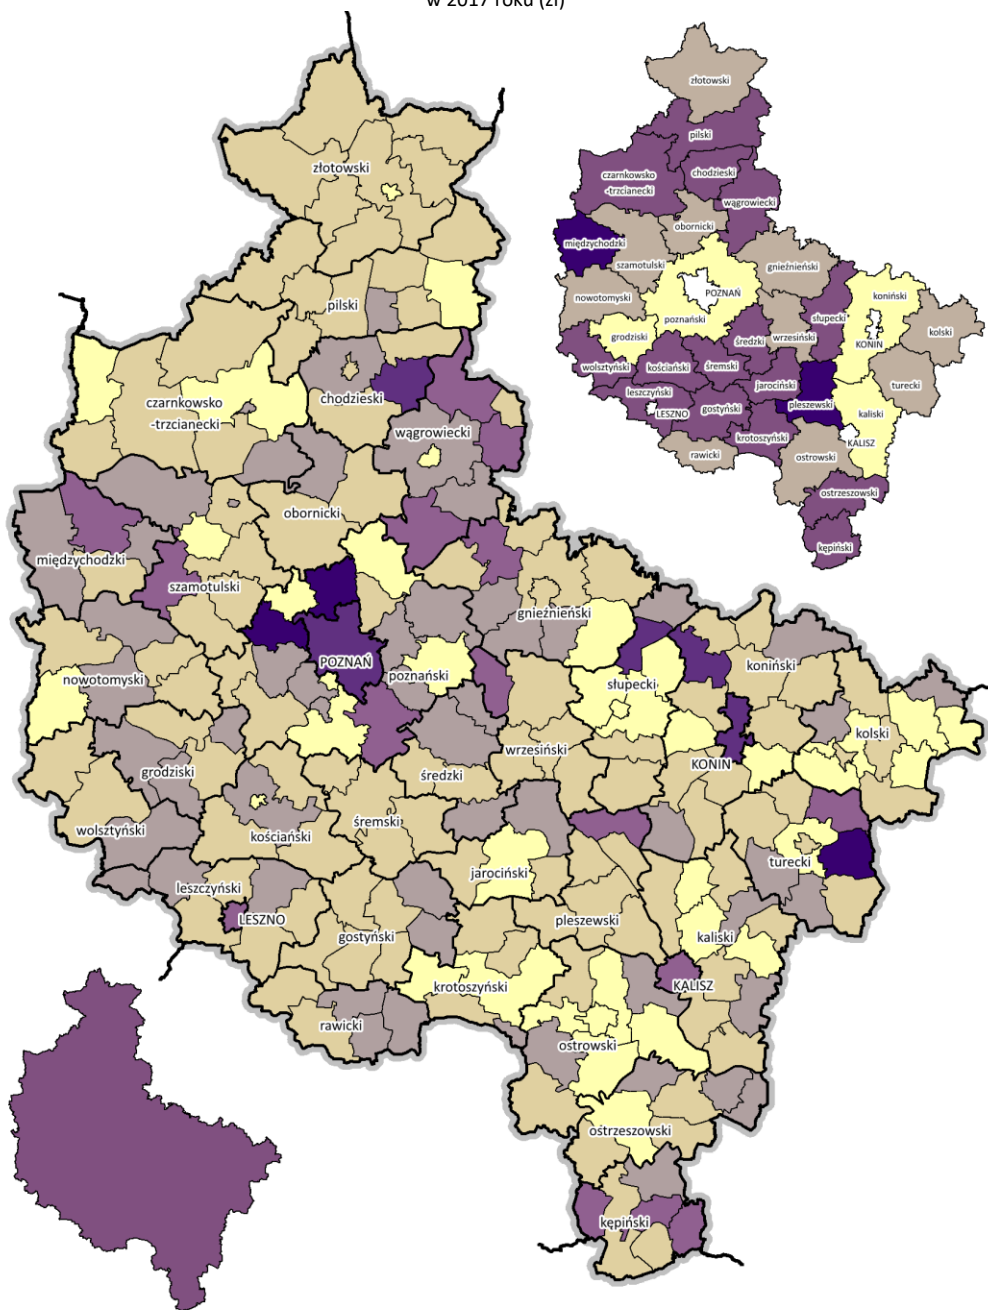 w 2017 roku (zł)
złotowski
pilski
czarnkowsko
-trzcianecki
chodzieski
wągrowiecki
międzychodzki
obornicki
szamotulski
gnieźnieński
POZNAŃ
poznański
nowotomyski
grodziski
koniński
słupecki
kolski
KONIN
średzki
wrzesiński
wolsztyński
kościański
śremski
turecki
jarociński
leszczyński
LESZNO
gostyński
pleszewski
kaliski
krotoszyński
KALISZ
rawicki
ostrowski
ostrzeszowski
kępiński
złotowski
pilski
czarnkowsko
-trzcianecki
chodzieski
wągrowiecki
obornicki
międzychodzki
szamotulski
gnieźnieński
POZNAŃ
poznański
nowotomyski
słupecki
koniński
kolski
wrzesiński
KONIN
grodziski
średzki
wolsztyński
kościański
śremski
turecki
jarociński
leszczyński
LESZNO
gostyński
pleszewski
kaliski
krotoszyński
KALISZ
rawicki
ostrowski
ostrzeszowski
kępiński